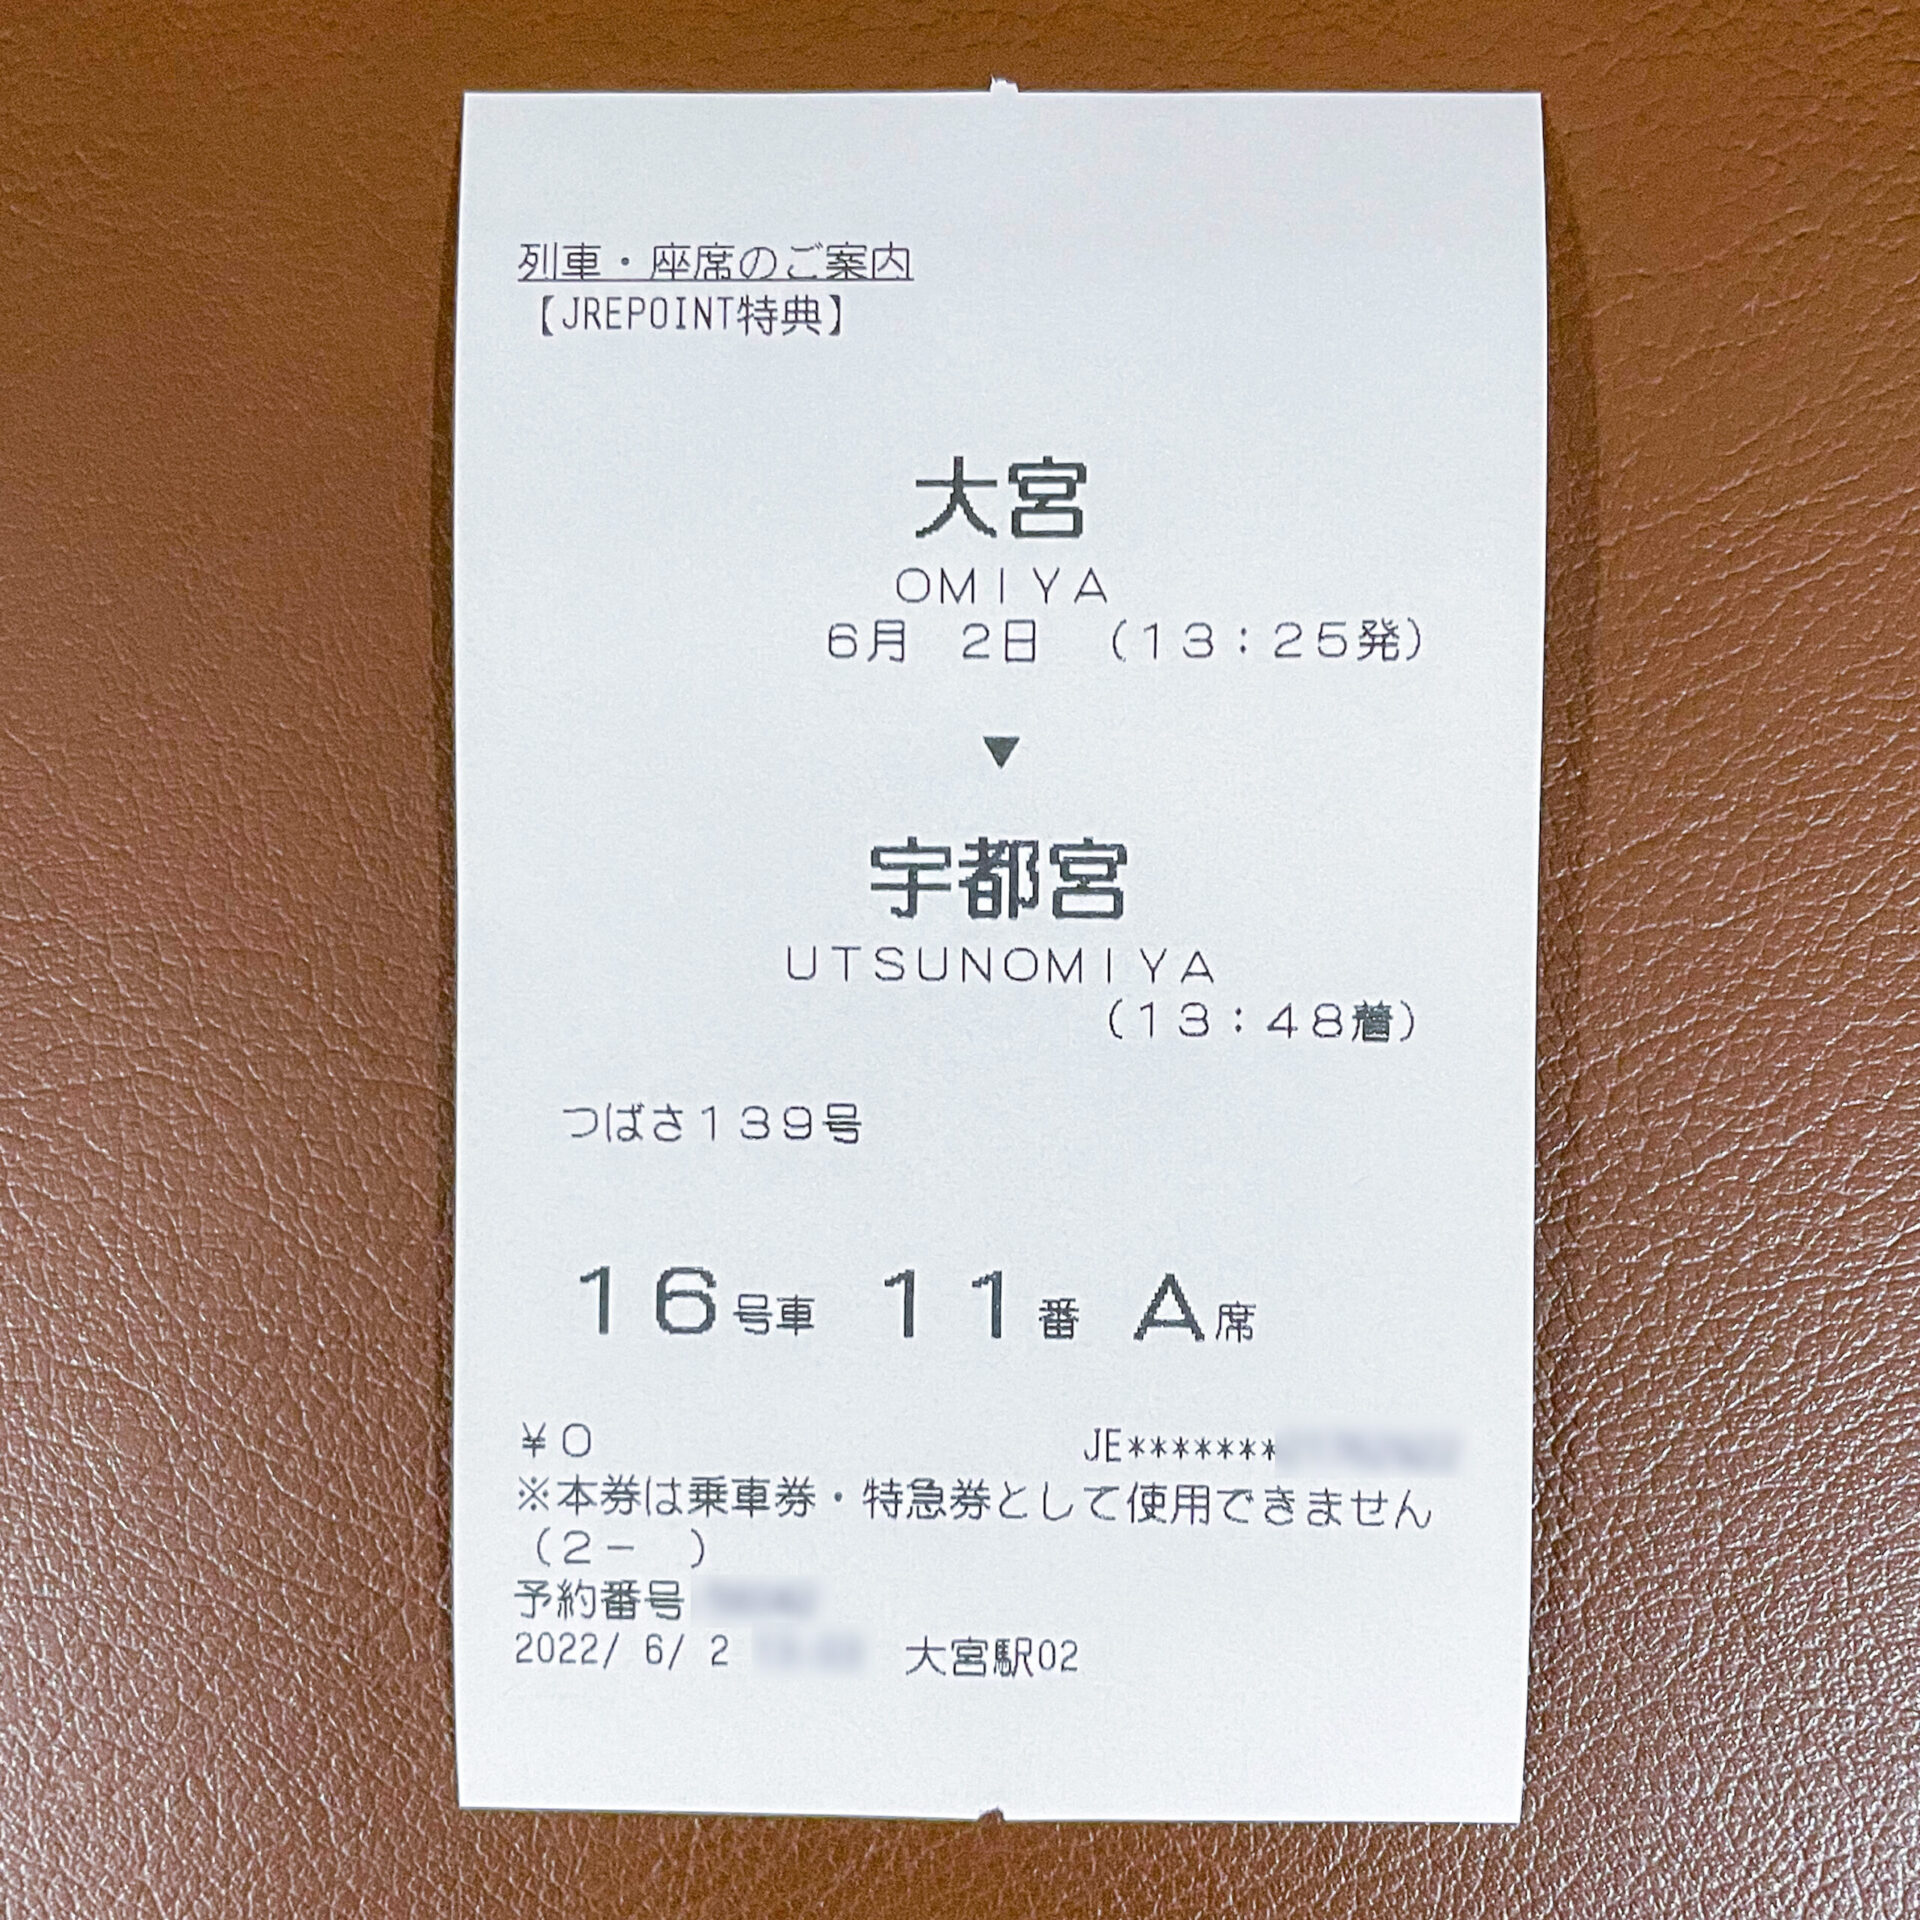 列車・座席のご案内
【JREPOINT特典】
大宮
OMIYA
6月 2日 (13:25発)
▼
宇都宮
UTSUNOMIYA
(13:48着)
つばさ139号
16号車 11番 A席
¥0 JE*******
※本券は乗車券・特急券として使用できません
(2- )
予約番号
2022/ 6/ 2 大宮駅02